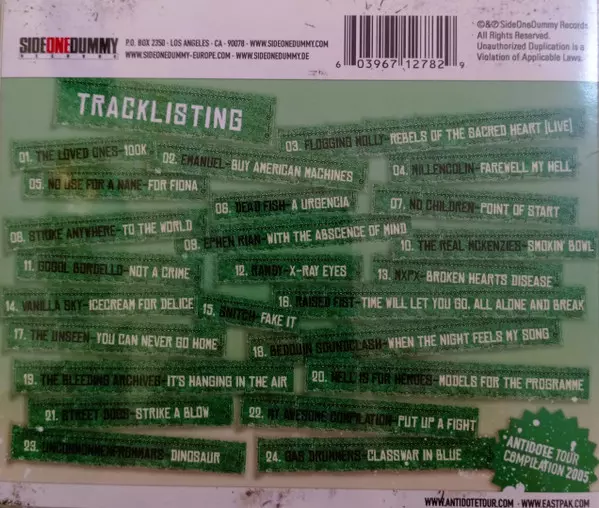 SIDEONEDUMMY
RECORDS
P.O. BOX 2350 - LOS ANGELES - CA - 90078 - WWW.SIDEONEDUMMY.COM
WWW.SIDEONEDUMMY-EUROPE.COM - WWW.SIDEONEDUMMY.DE
6 03967 12782 9
©&℗SideOneDummy Records
All Rights Reserved.
Unauthorized Duplication is a
Violation of Applicable Laws.
TRACKLISTING
01. THE LOVED ONES-100K
02. EMANUEL-BUY AMERICAN MACHINES
03. FLOGGING MOLLY-REBELS OF THE SACRED HEART (LIVE)
04. MILLENCOLIN-FAREWELL MY HELL
05. NO USE FOR A NAME-FOR FIONA
06. DEAD FISH-A URGENCIA
07. NO CHILDREN-POINT OF START
08. STRIKE ANYWHERE-TO THE WORLD
09. EPHEN RIAN-WITH THE ABSCENCE OF MIND
10. THE REAL MCKENZIES-SMOKIN' BOWL
11. GOGOL BORDELLO-NOT A CRIME
12. RANDY-X-RAY EYES
13. MXPX-BROKEN HEARTS DISEASE
14. VANILLA SKY-ICECREAM FOR DELICE
15. SNITCH-FAKE IT
16. RAISED FIST-TIME WILL LET YOU GO, ALL ALONE AND BREAK
17. THE UNSEEN-YOU CAN NEVER GO HOME
18. BEDOUIN SOUNDCLASH-WHEN THE NIGHT FEELS MY SONG
19. THE BLEEDING ARCHIVES-IT'S HANGING IN THE AIR
20. HELL IS FOR HEROES-MODELS FOR THE PROGRAMME
21. STREET DOGS-STRIKE A BLOW
22. MY AWESOME COMPILATION-PUT UP A FIGHT
23. UNCOMMONMENFROMMARS-DINOSAUR
24. GAS DRUMMERS-CLASSWAR IN BLUE
ANTIDOTE TOUR
COMPILATION 2005
WWW.ANTIDOTETOUR.COM - WWW.EASTPAK.COM